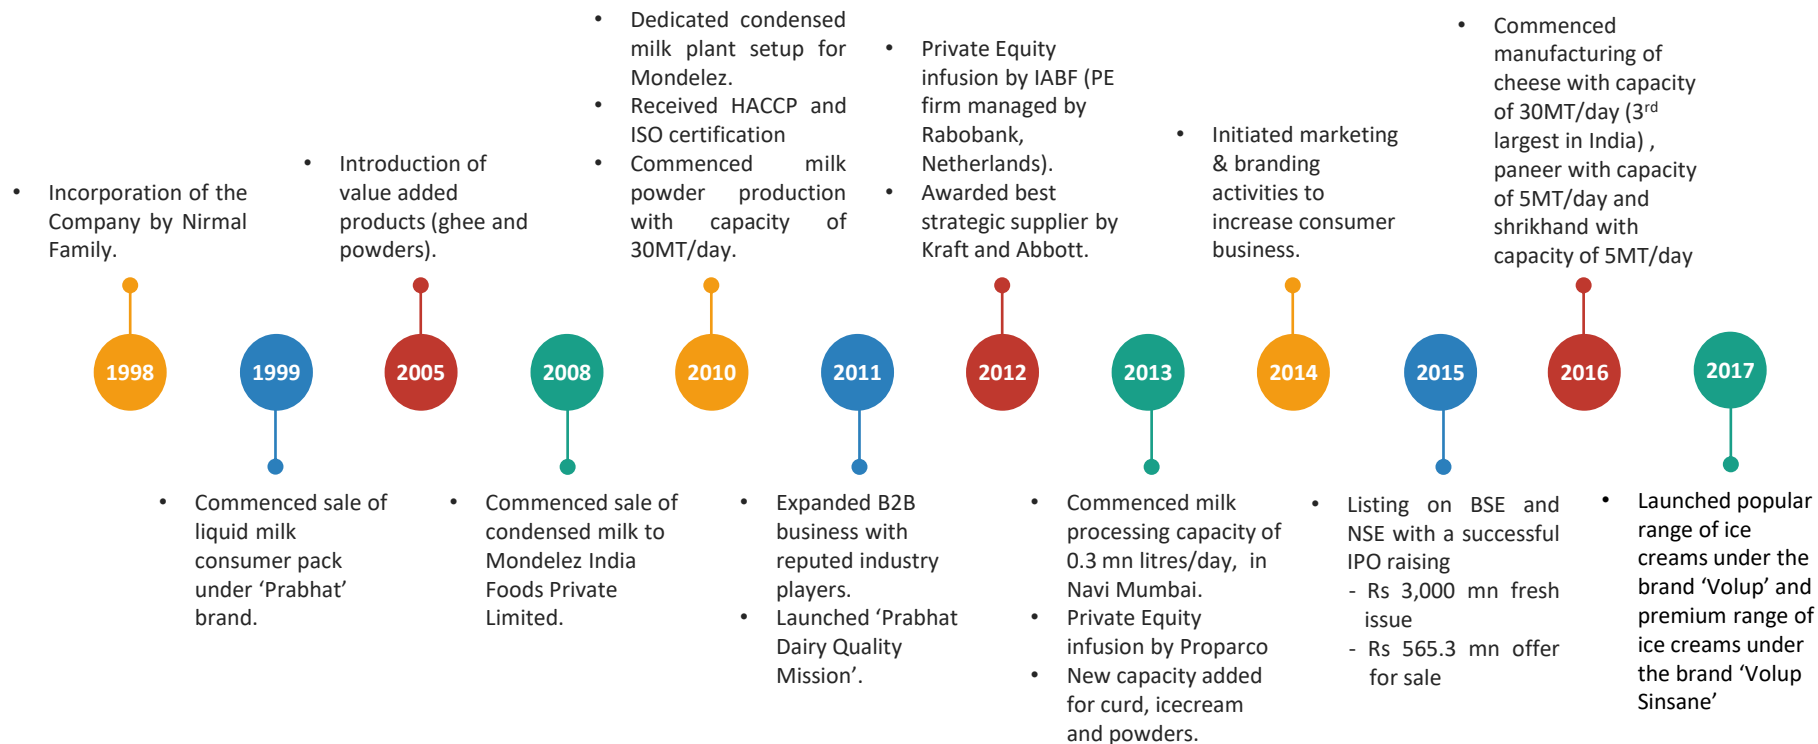 • Incorporation of the
Company by Nirmal
Family.
1998
1999
• Commenced sale of
liquid milk
consumer pack
under ‘Prabhat’
brand.
• Introduction of
value added
products (ghee and
powders).
2005
2008
• Commenced sale of
condensed milk to
Mondelez India
Foods Private
Limited.
• Dedicated condensed
milk plant setup for
Mondelez.
• Received HACCP and
ISO certification
• Commenced milk
powder production
with capacity of
30MT/day.
2010
2011
• Expanded B2B
business with
reputed industry
players.
• Launched ‘Prabhat
Dairy Quality
Mission’.
• Private Equity
infusion by IABF (PE
firm managed by
Rabobank,
Netherlands).
• Awarded best
strategic supplier by
Kraft and Abbott.
2012
2013
• Commenced milk
processing capacity of
0.3 mn litres/day, in
Navi Mumbai.
• Private Equity
infusion by Proparco
• New capacity added
for curd, icecream
and powders.
• Initiated marketing
& branding
activities to
increase consumer
business.
2014
2015
• Listing on BSE and
NSE with a successful
IPO raising
- Rs 3,000 mn fresh
issue
- Rs 565.3 mn offer
for sale
• Commenced
manufacturing of
cheese with capacity
of 30MT/day (3rd
largest in India) ,
paneer with capacity
of 5MT/day and
shrikhand with
capacity of 5MT/day
2016
2017
• Launched popular
range of ice
creams under the
brand ‘Volup’ and
premium range of
ice creams under
the brand ‘Volup
Sinsane’